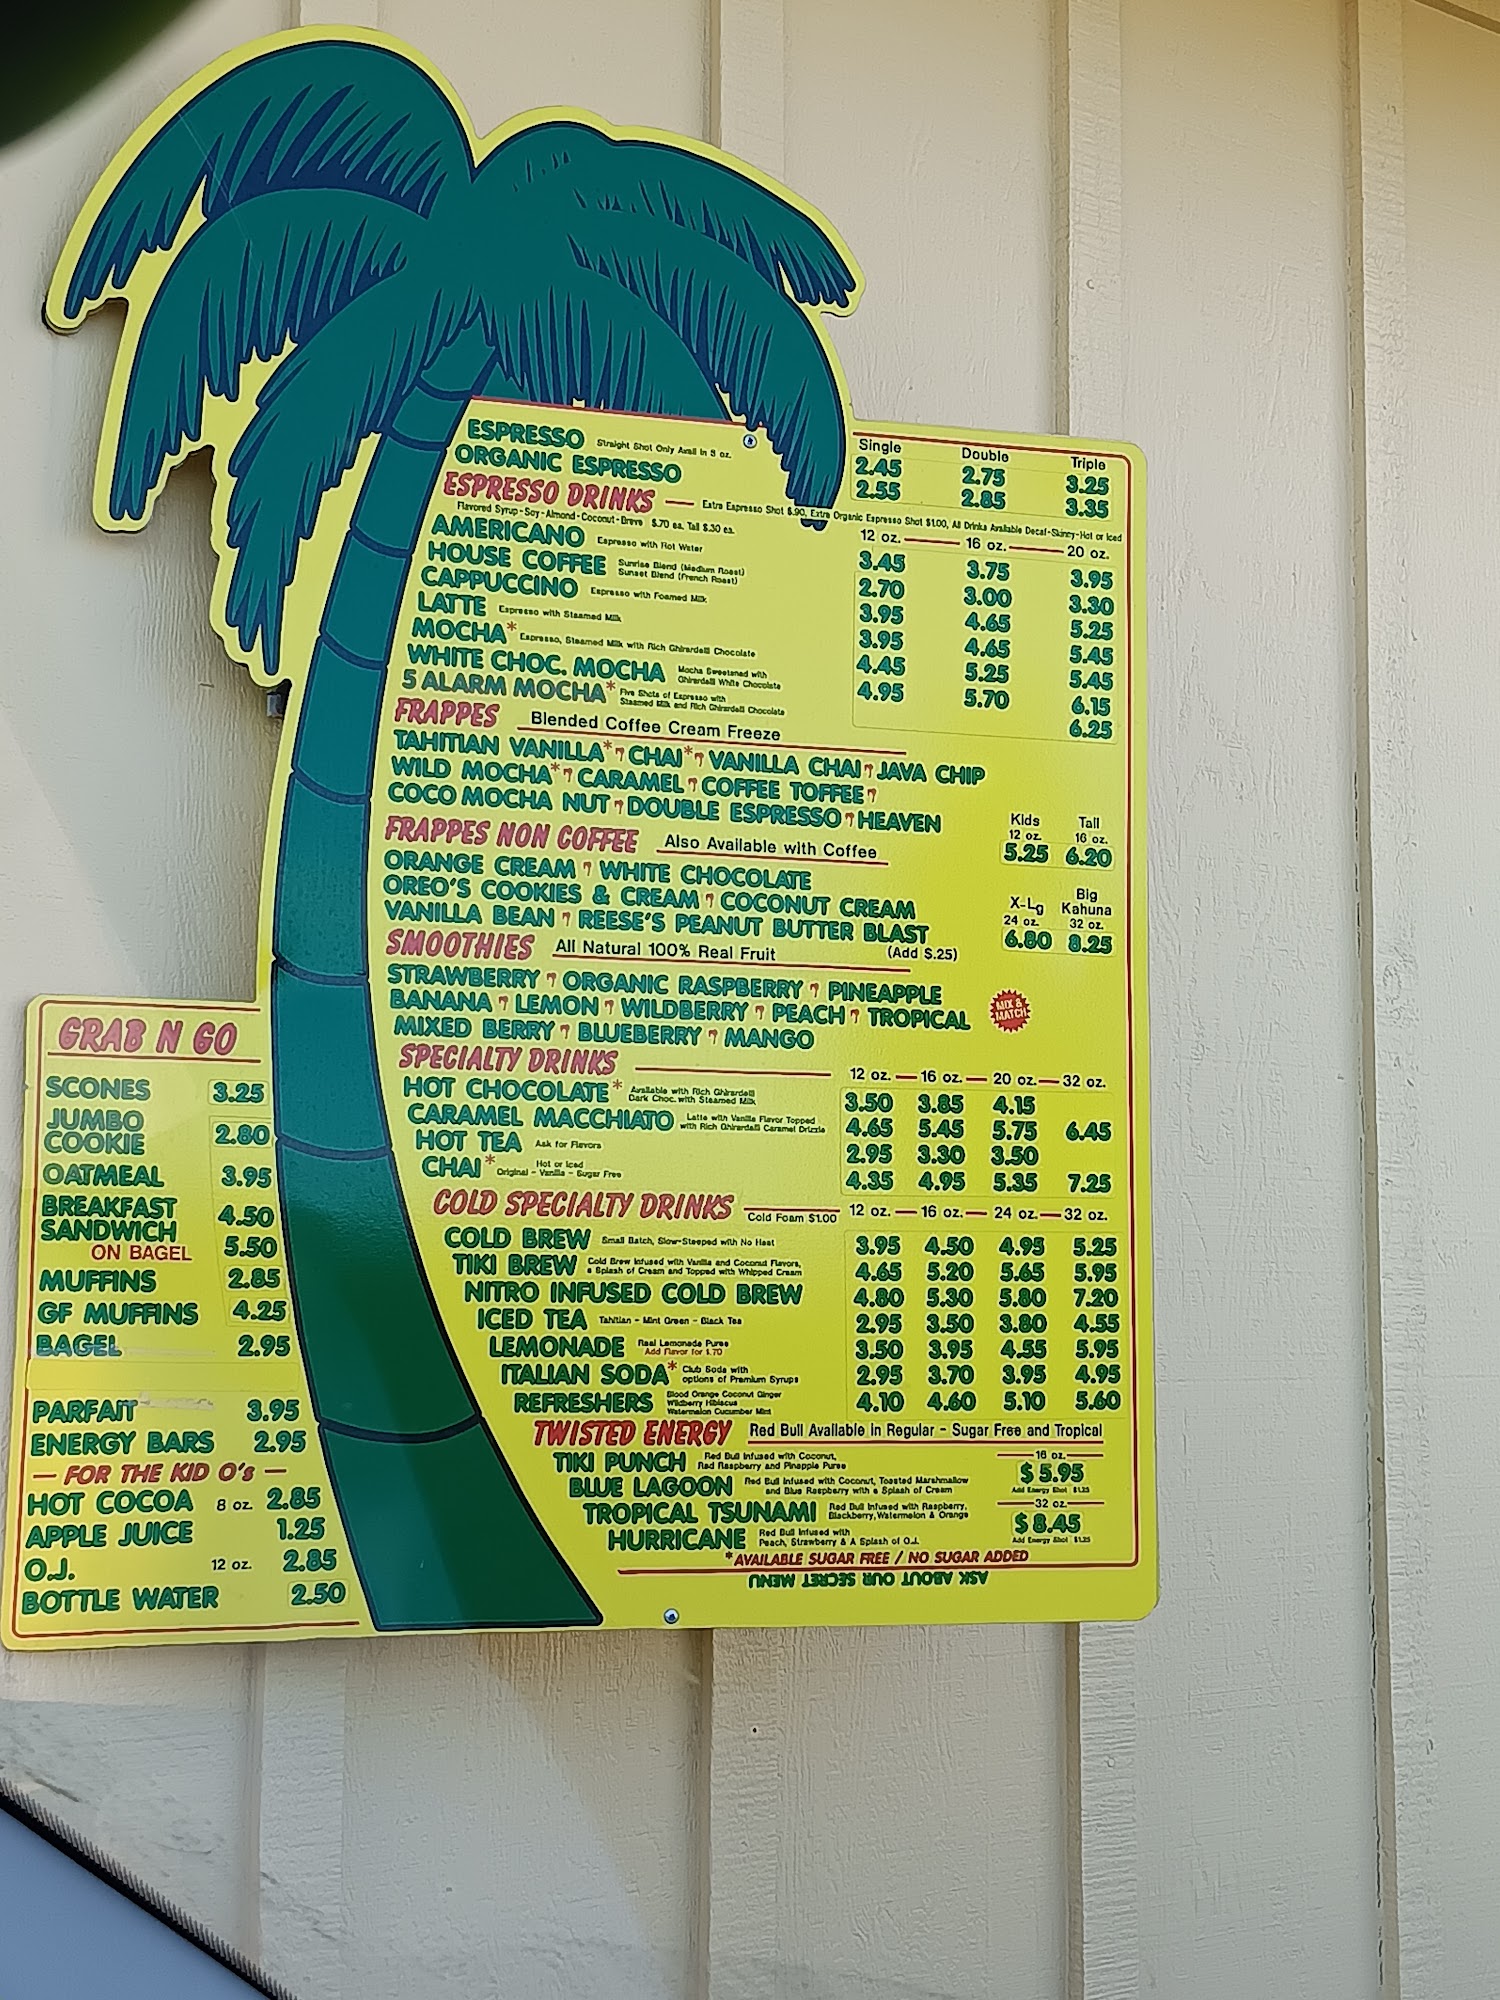 ESPRESSO Straight Shot Only Avail in 3 oz.
ORGANIC ESPRESSO
Single Double Triple
2.45 2.75 3.25
2.55 2.85 3.35
ESPRESSO DRINKS — Extra Espresso Shot $.90, Extra Organic Espresso Shot $1.00, All Drinks Available Decaf-Skinny-Hot or Iced
Flavored Syrup-Soy-Almond-Coconut-Breve $.70 ea. Tall $.30 ea.
12 oz. — 16 oz. — 20 oz.
AMERICANO Espresso with Hot Water 3.45 3.75 3.95
HOUSE COFFEE Sunrise Blend (Medium Roast) 2.70 3.00 3.30
Sunset Blend (French Roast)
CAPPUCCINO Espresso with Foamed Milk 3.95 4.65 5.25
LATTE Espresso with Steamed Milk 3.95 4.65 5.45
MOCHA* Espresso, Steamed Milk with Rich Ghirardelli Chocolate 4.45 5.25 5.45
WHITE CHOC. MOCHA Mocha Sweetened with 4.95 5.70 6.15
Ghirardelli White Chocolate
5 ALARM MOCHA* Five Shots of Espresso with 6.25
Steamed Milk and Rich Ghirardelli Chocolate
FRAPPES Blended Coffee Cream Freeze
TAHITIAN VANILLA* CHAI* VANILLA CHAI JAVA CHIP
WILD MOCHA* CARAMEL COFFEE TOFFEE
COCO MOCHA NUT DOUBLE ESPRESSO HEAVEN
FRAPPES NON COFFEE Also Available with Coffee
ORANGE CREAM WHITE CHOCOLATE
OREO'S COOKIES & CREAM COCONUT CREAM
VANILLA BEAN REESE'S PEANUT BUTTER BLAST
(Add $.25)
Kids Tall
12 oz. 16 oz.
5.25 6.20
X-Lg Big Kahuna
24 oz. 32 oz.
6.80 8.25
SMOOTHIES All Natural 100% Real Fruit
STRAWBERRY ORGANIC RASPBERRY PINEAPPLE
BANANA LEMON WILDBERRY PEACH TROPICAL
MIXED BERRY BLUEBERRY MANGO
MIX &
MATCH
SPECIALTY DRINKS 12 oz. — 16 oz. — 20 oz. — 32 oz.
HOT CHOCOLATE* Available with Rich Ghirardelli 3.50 3.85 4.15
Dark Choc. with Steamed Milk
CARAMEL MACCHIATO Latte with Vanilla Flavor Topped 4.65 5.45 5.75 6.45
with Rich Ghirardelli Caramel Drizzle
HOT TEA Ask for Flavors 2.95 3.30 3.50
CHAI* Hot or Iced 4.35 4.95 5.35 7.25
Original - Vanilla - Sugar Free
COLD SPECIALTY DRINKS Cold Foam $1.00 12 oz. — 16 oz. — 24 oz. — 32 oz.
COLD BREW Small Batch, Slow-Steeped with No Heat 3.95 4.50 4.95 5.25
TIKI BREW Cold Brew Infused with Vanilla and Coconut Flavors, 4.65 5.20 5.65 5.95
a Splash of Cream and Topped with Whipped Cream
NITRO INFUSED COLD BREW 4.80 5.30 5.80 7.20
ICED TEA Tahitian - Mint Green - Black Tea 2.95 3.50 3.80 4.55
LEMONADE Real Lemonade Puree 3.50 3.95 4.55 5.95
Add Flavor for $.70
ITALIAN SODA* Club Soda with 2.95 3.70 3.95 4.95
options of Premium Syrups
REFRESHERS Blood Orange Coconut Ginger 4.10 4.60 5.10 5.60
Wildberry Hibiscus
Watermelon Cucumber Mint
TWISTED ENERGY Red Bull Available in Regular - Sugar Free and Tropical
TIKI PUNCH Red Bull Infused with Coconut,
Red Raspberry and Pineapple Puree
BLUE LAGOON Red Bull Infused with Coconut, Toasted Marshmallow
and Blue Raspberry with a Splash of Cream
TROPICAL TSUNAMI Red Bull Infused with Raspberry,
Blackberry, Watermelon & Orange
HURRICANE Red Bull Infused with
Peach, Strawberry & A Splash of O.J.
16 oz.
$5.95
Add Energy Shot $1.25
32 oz.
$8.45
Add Energy Shot $1.25
*AVAILABLE SUGAR FREE / NO SUGAR ADDED
ASK ABOUT OUR SECRET MENU
GRAB N GO
SCONES 3.25
JUMBO
COOKIE 2.80
OATMEAL 3.95
BREAKFAST
SANDWICH 4.50
ON BAGEL 5.50
MUFFINS 2.85
GF MUFFINS 4.25
BAGEL 2.95
PARFAIT 3.95
ENERGY BARS 2.95
— FOR THE KID O's —
HOT COCOA 8 oz. 2.85
APPLE JUICE 1.25
O.J. 12 oz. 2.85
BOTTLE WATER 2.50